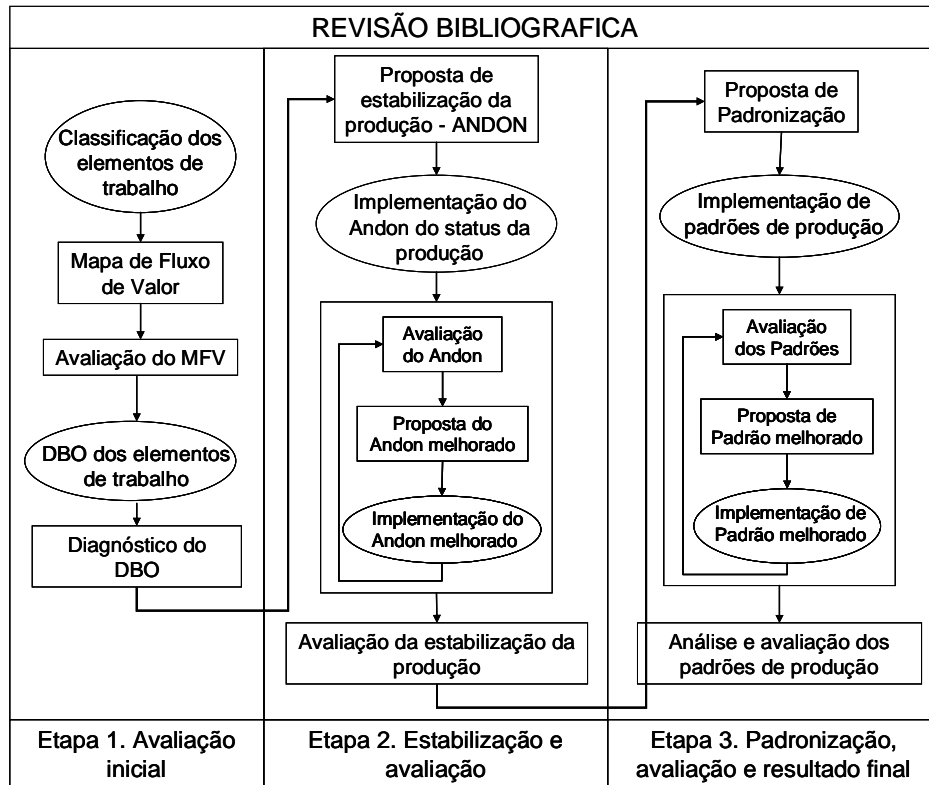 REVISÃO BIBLIOGRAFICA
Classificação dos
elementos de
trabalho
Mapa de Fluxo
de Valor
Avaliação do MFV
DBO dos elementos
de trabalho
Diagnóstico do
DBO
Etapa 1. Avaliação
inicial
Proposta de
estabilização da
produção - ANDON
Implementação do
Andon do status da
produção
Avaliação
do Andon
Proposta do
Andon melhorado
Implementação do
Andon melhorado
Avaliação da estabilização da
produção
Etapa 2. Estabilização e
avaliação
Proposta de
Padronização
Implementação de
padrões de produção
Avaliação
dos Padrões
Proposta de
Padrão melhorado
Implementação de
Padrão melhorado
Análise e avaliação dos
padrões de produção
Etapa 3. Padronização,
avaliação e resultado final